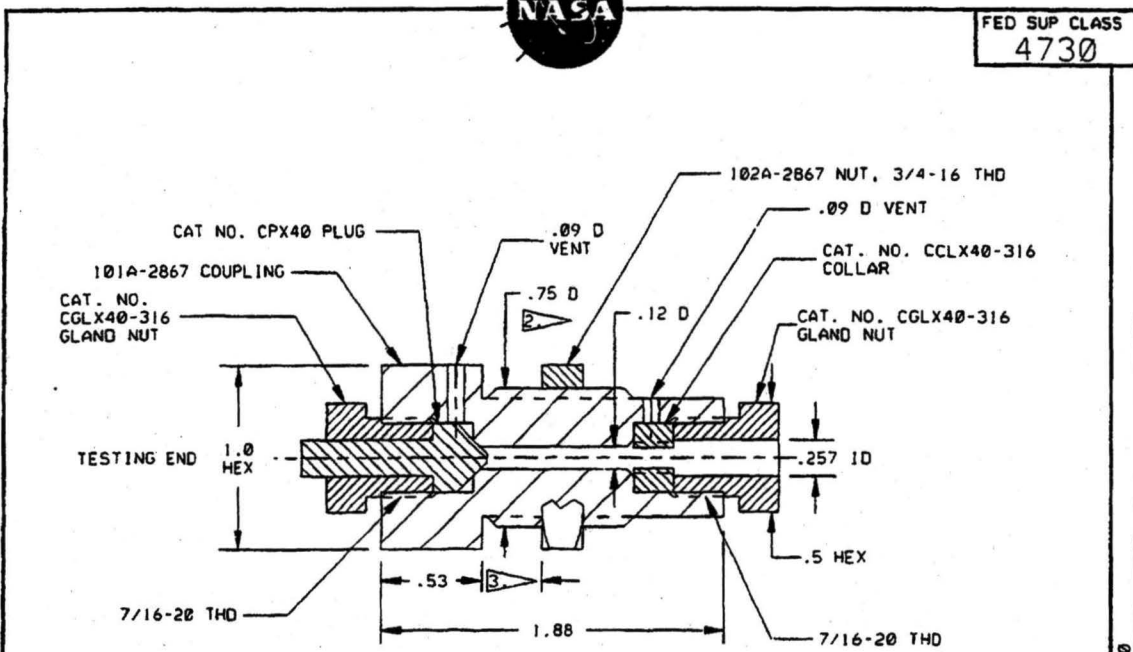 NASA
FED SUP CLASS
4730
102A-2867 NUT, 3/4-16 THD
.09 D VENT
CAT NO. CPX40 PLUG
.09 D
VENT
101A-2867 COUPLING
CAT. NO. CCLX40-316
COLLAR
CAT. NO.
CGLX40-316
GLAND NUT
.75 D
2.
.12 D
CAT. NO. CGLX40-316
GLAND NUT
TESTING END
1.0
HEX
.257 ID
.5 HEX
.53
3.
7/16-20 THD
1.88
7/16-20 THD